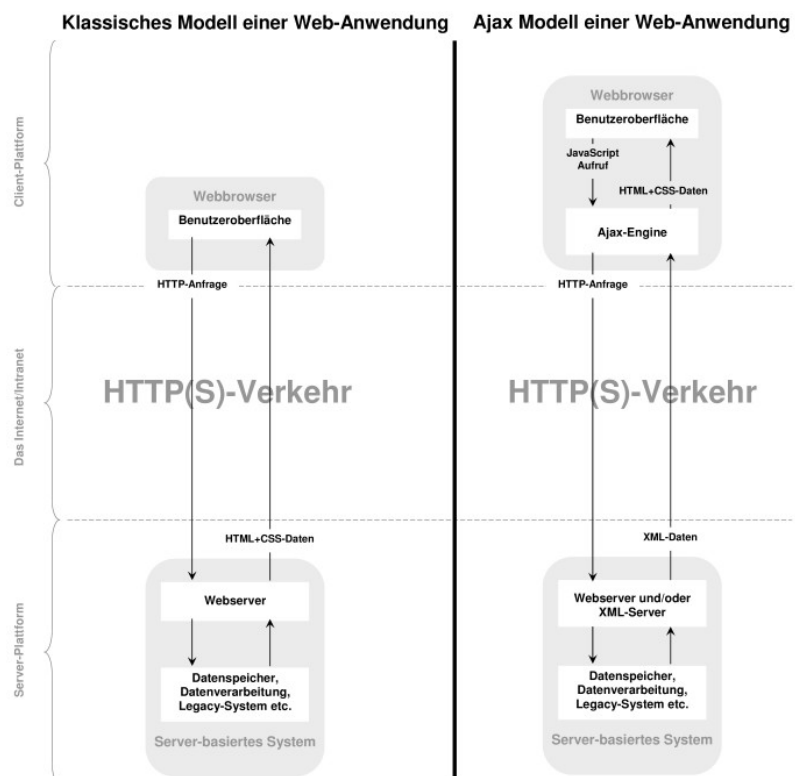 Klassisches Modell einer Web-Anwendung
Ajax Modell einer Web-Anwendung
Client-Plattform
Das Internet/Intranet
Server-Plattform
Webbrowser
Benutzeroberfläche
HTTP-Anfrage
HTTP(S)-Verkehr
HTML+CSS-Daten
Webserver
Datenspeicher,
Datenverarbeitung,
Legacy-System etc.
Server-basiertes System
Webbrowser
Benutzeroberfläche
JavaScript
Aufruf
HTML+CSS-Daten
Ajax-Engine
HTTP-Anfrage
HTTP(S)-Verkehr
XML-Daten
Webserver und/oder
XML-Server
Datenspeicher,
Datenverarbeitung,
Legacy-System etc.
Server-basiertes System